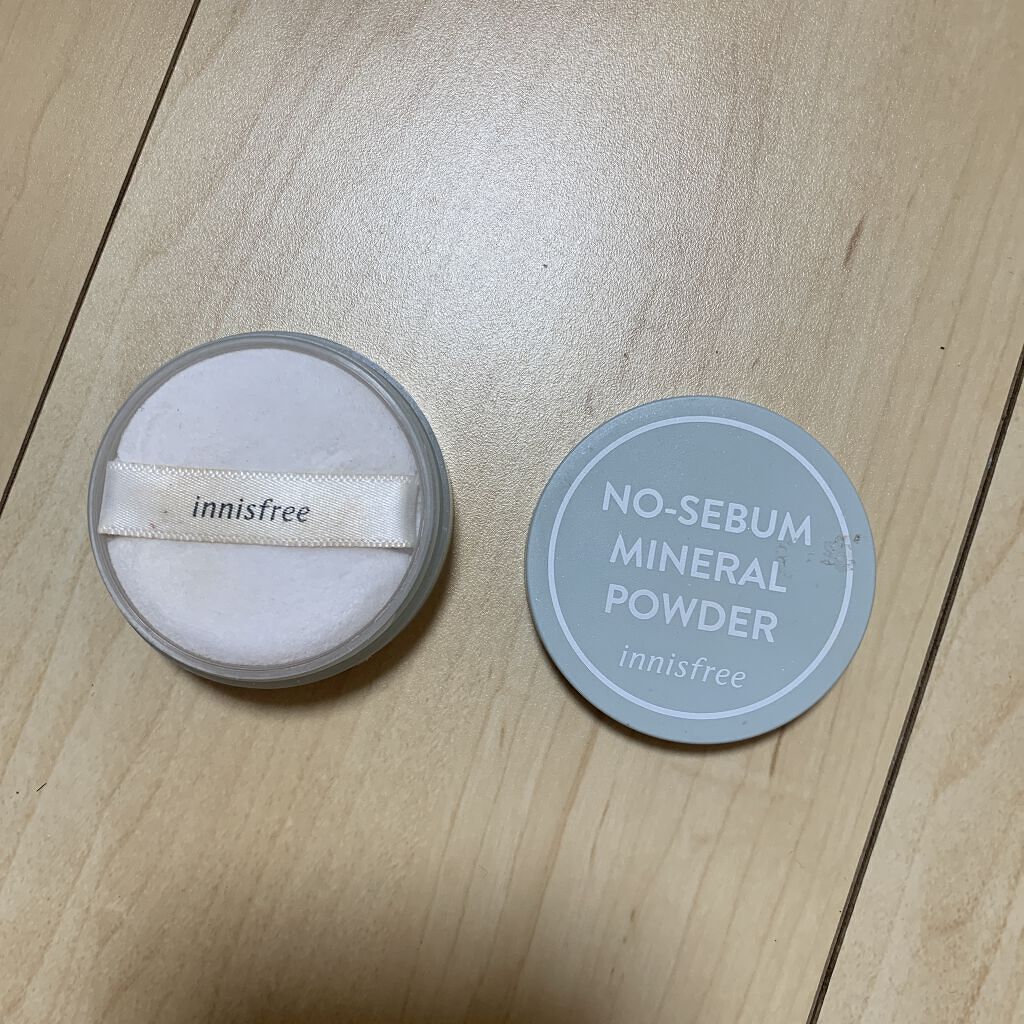 innisfree
NO-SEBUM
MINERAL
POWDER
innisfree